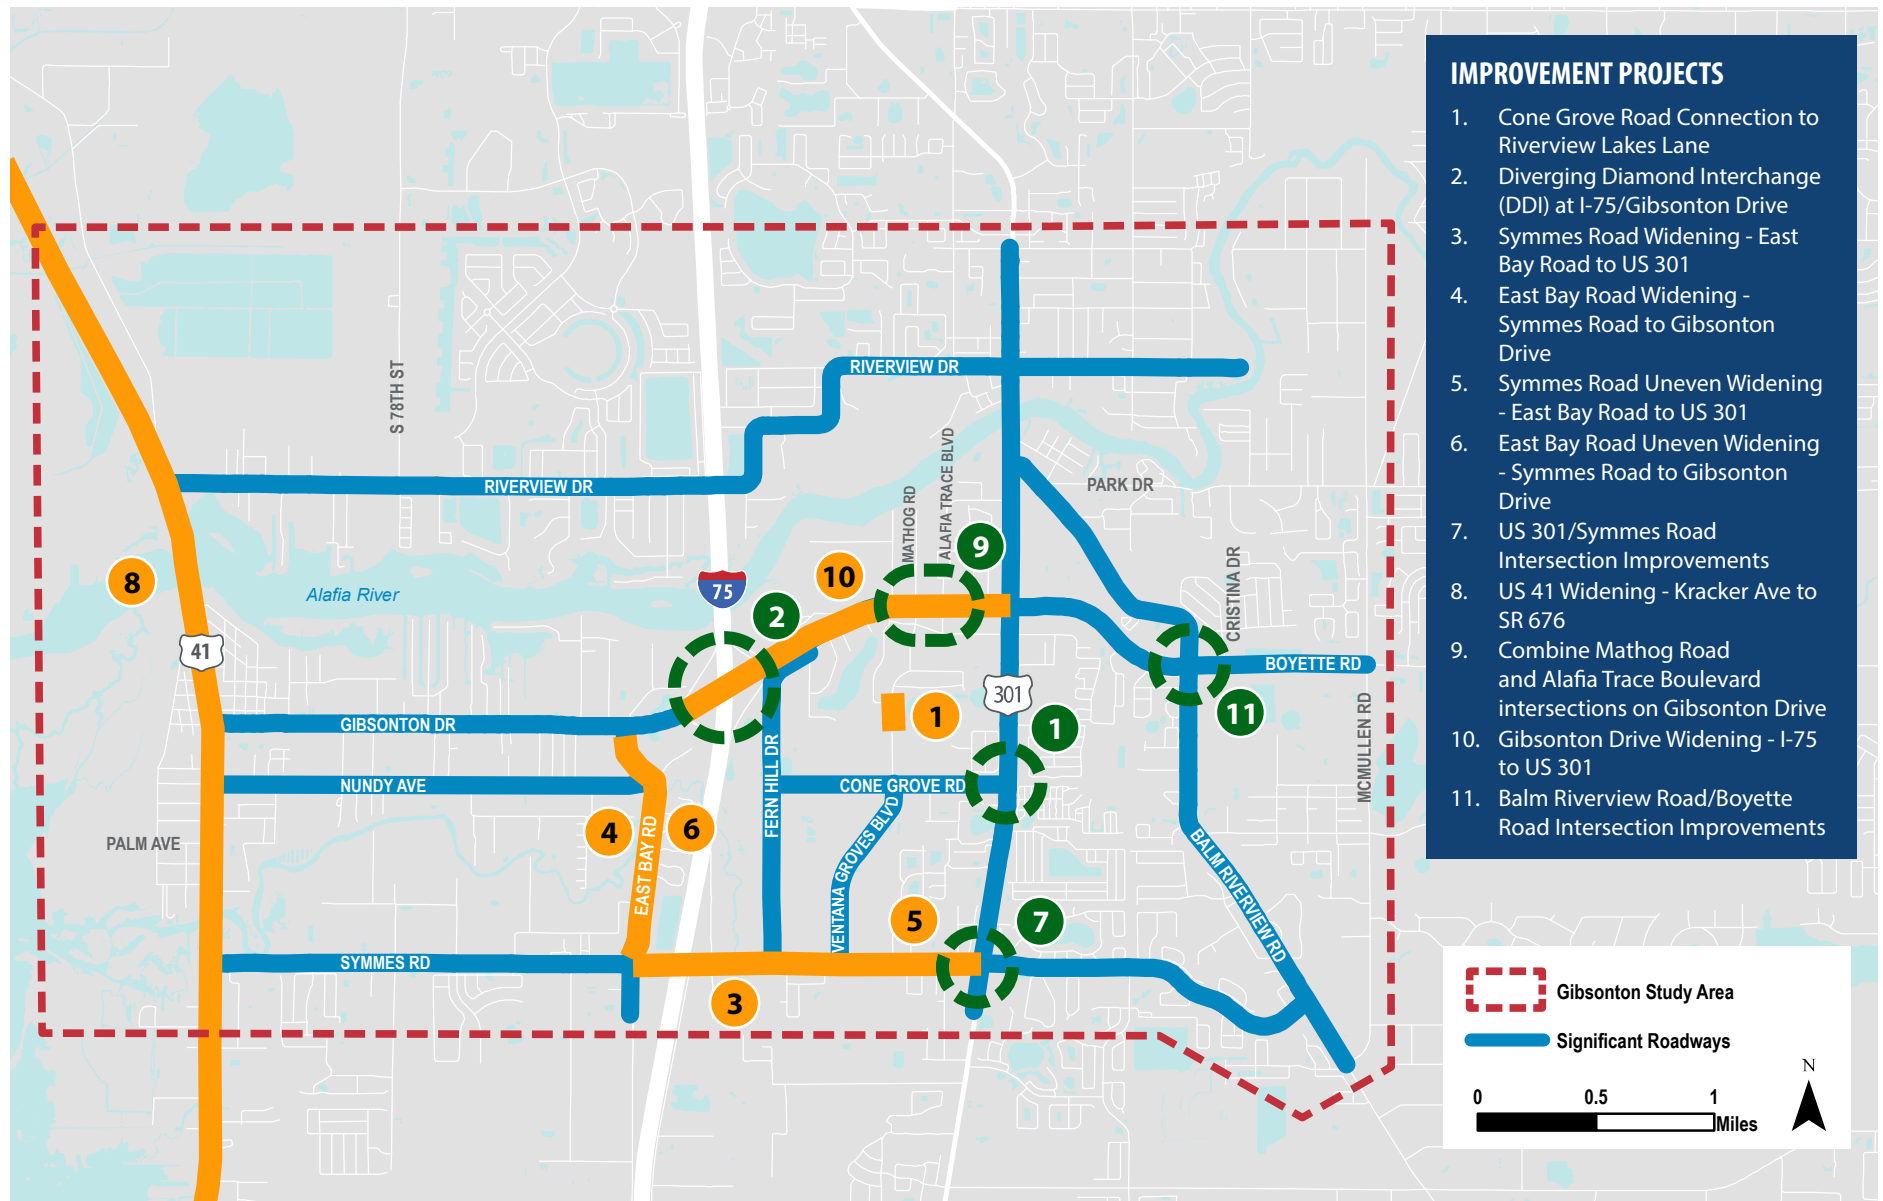 IMPROVEMENT PROJECTS
1. Cone Grove Road Connection to
Riverview Lakes Lane
2. Diverging Diamond Interchange
(DDI) at I-75/Gibsonton Drive
3. Symmes Road Widening - East
Bay Road to US 301
4. East Bay Road Widening -
Symmes Road to Gibsonton
Drive
5. Symmes Road Uneven Widening
- East Bay Road to US 301
6. East Bay Road Uneven Widening
- Symmes Road to Gibsonton
Drive
7. US 301/Symmes Road
Intersection Improvements
8. US 41 Widening - Kracker Ave to
SR 676
9. Combine Mathog Road
and Alafia Trace Boulevard
intersections on Gibsonton Drive
10. Gibsonton Drive Widening - I-75
to US 301
11. Balm Riverview Road/Boyette
Road Intersection Improvements
RIVERVIEW DR
S 78TH ST
RIVERVIEW DR
MATHOG RD
ALAFIA TRACE BLVD
PARK DR
9
8
Alafia River
75
10
CRISTINA DR
2
41
BOYETTE RD
301
MCMULLEN RD
1
1
11
GIBSONTON DR
FERN HILL DR
NUNDY AVE
CONE GROVE RD
4
6
PALM AVE
EAST BAY RD
VENTANA GROVES BLVD
BALM RIVERVIEW RD
5
7
SYMMES RD
3
Gibsonton Study Area
Significant Roadways
N
0 0.5 1
Miles